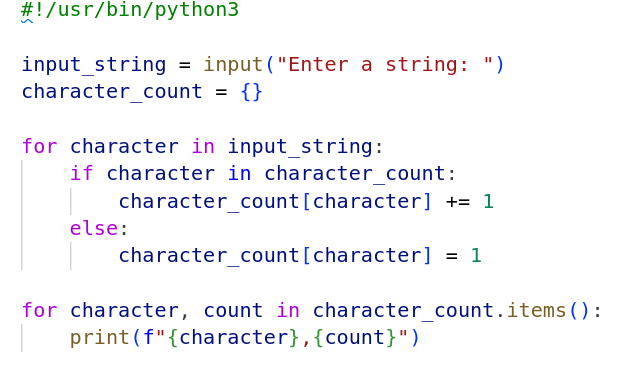 #!/usr/bin/python3

input_string = input("Enter a string: ")
character_count = {}

for character in input_string:
    if character in character_count:
        character_count[character] += 1
    else:
        character_count[character] = 1

for character, count in character_count.items():
    print(f"{character},{count}")